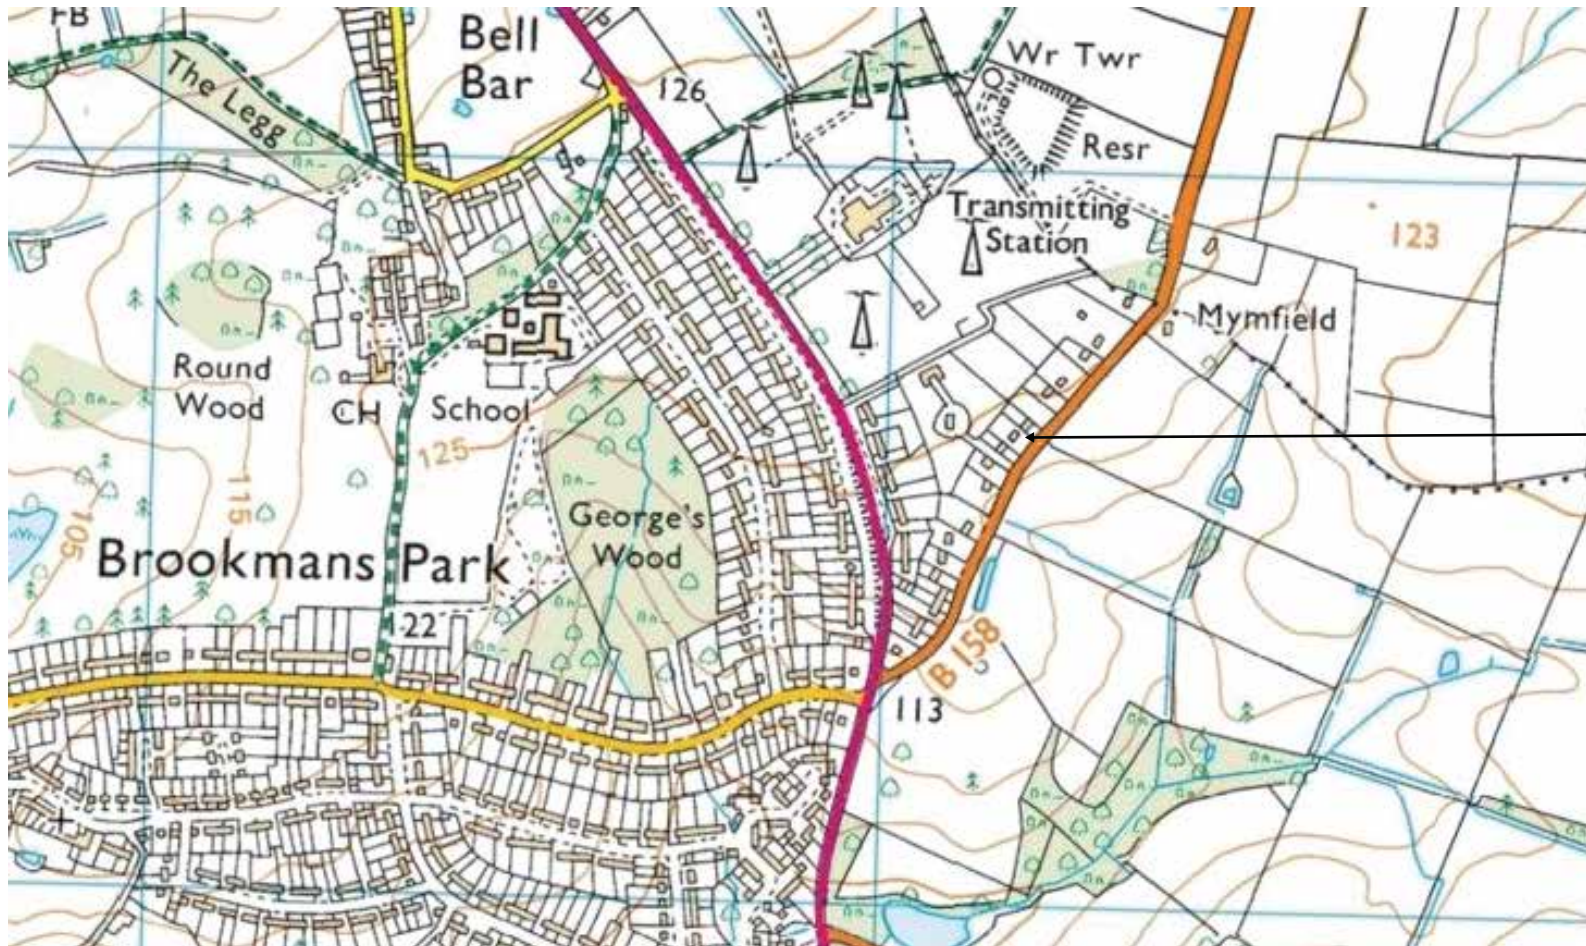 FB
Bell
Bar
The Legg
126
Wr Twr
Resr
Transmitting
Station
123
Mymfield
Round
Wood
CH
School
125
115
105
George's
Wood
Brookmans Park
22
B 158
113